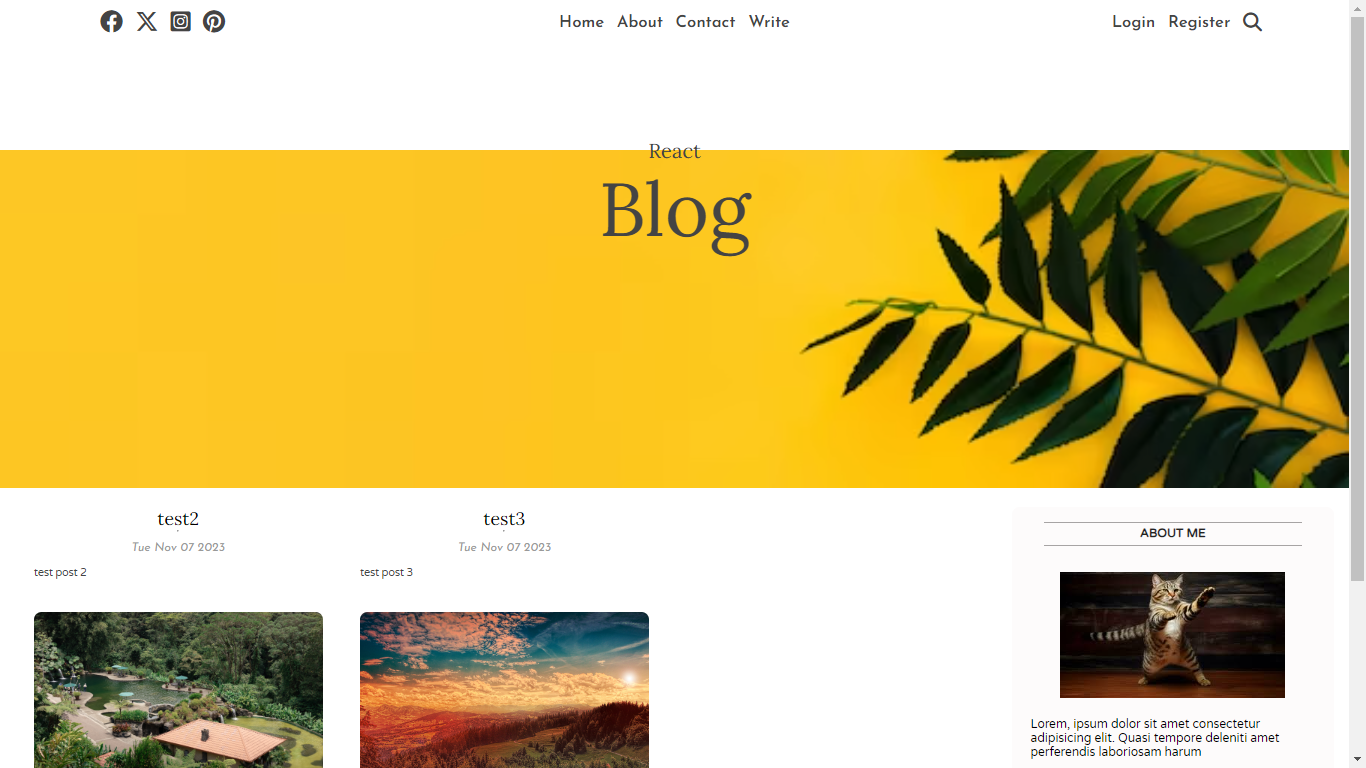 Home About Contact Write
Login Register
React
Blog
test2
Tue Nov 07 2023
test post 2
test3
Tue Nov 07 2023
test post 3
ABOUT ME
Lorem, ipsum dolor sit amet consectetur
adipisicing elit. Quasi tempore deleniti amet
perferendis laboriosam harum